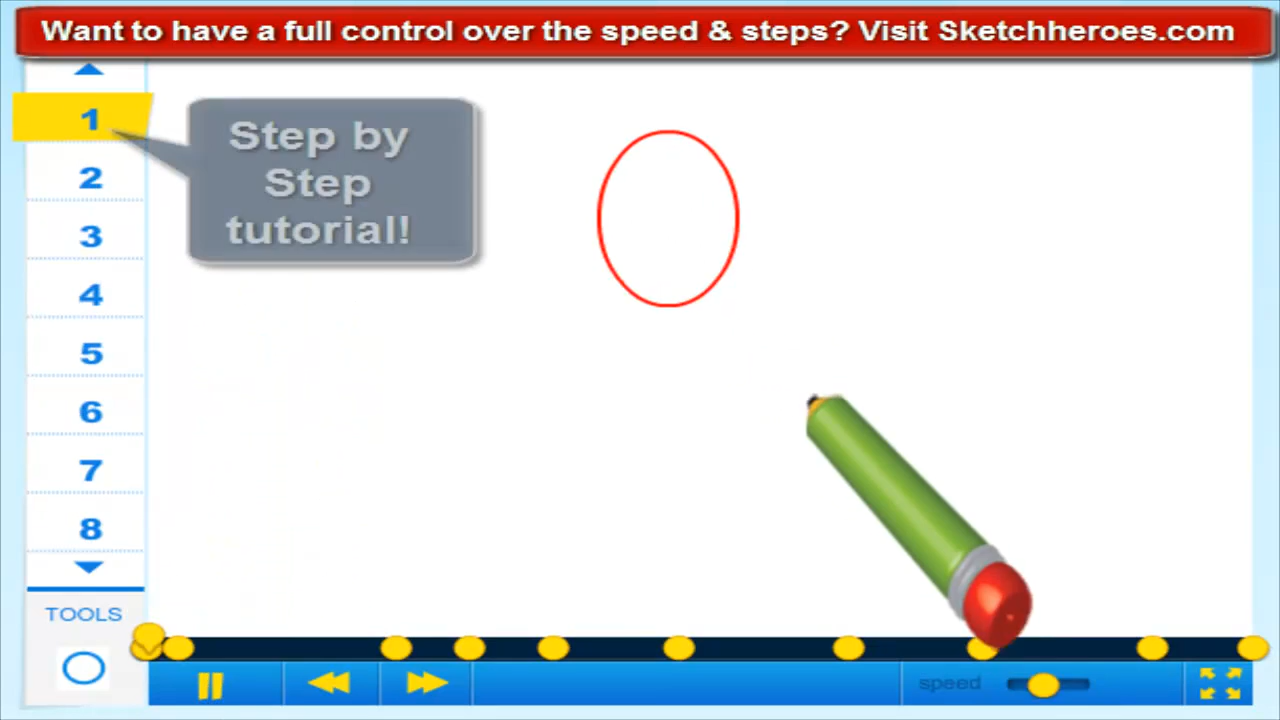 Want to have a full control over the speed & steps? Visit Sketchheroes.com
1
Step by
Step
tutorial!
2
3
4
5
6
7
8
TOOLS
speed